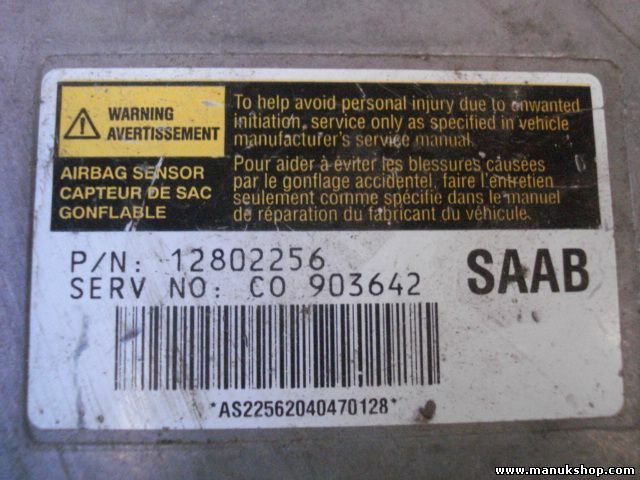 WARNING
AVERTISSEMENT
To help avoid personal injury due to unwanted
initiation, service only as specified in vehicle
manufacturer's service manual.
AIRBAG SENSOR
CAPTEUR DE SAC
GONFLABLE
Pour aider à éviter les blessures causées
par le gonflage accidentel, faire l'entretien
seulement comme spécifie dans le manuel
de réparation du fabricant du véhicule.
P/N: 12802256
SERV NO: CO 903642
SAAB
*AS22562040470128*
www.manukshop.com